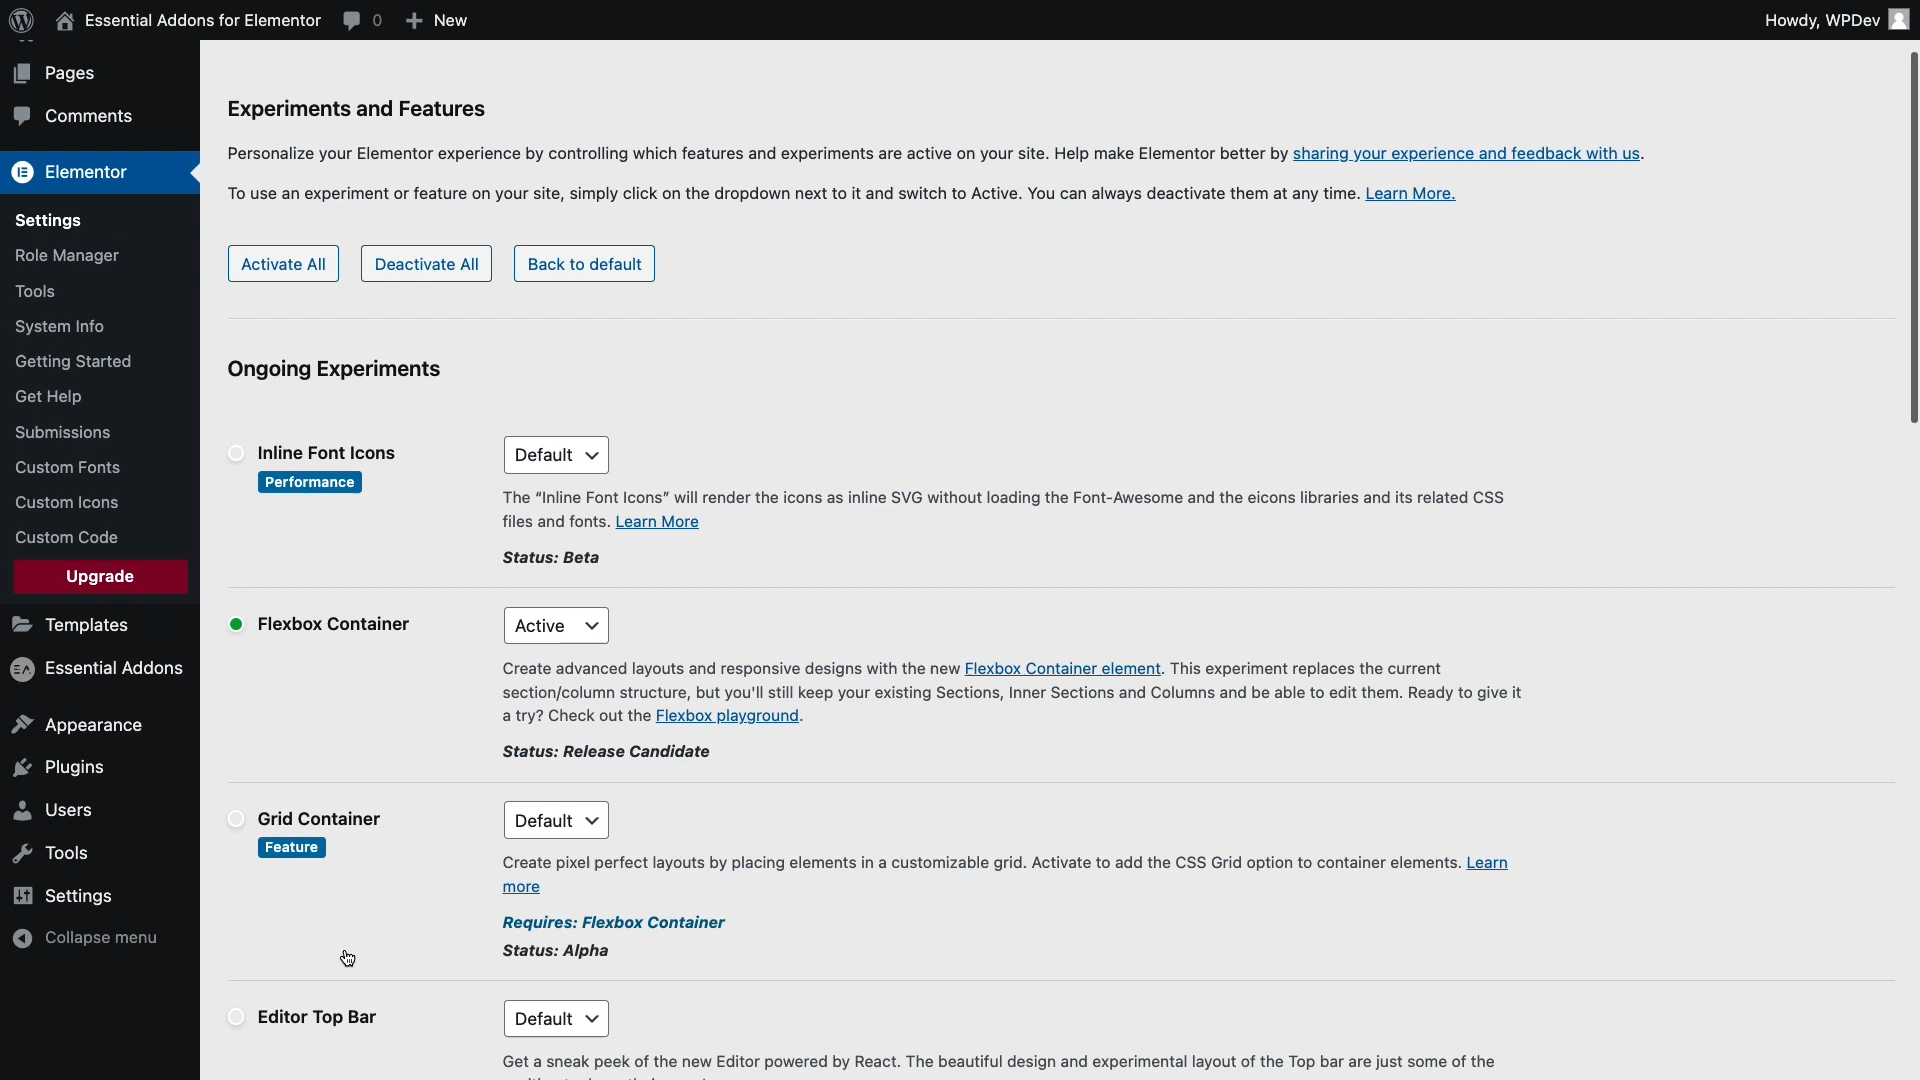 Essential Addons for Elementor
0
New
Howdy, WPDev
Pages
Comments
Elementor
Settings
Role Manager
Tools
System Info
Getting Started
Get Help
Submissions
Custom Fonts
Custom Icons
Custom Code
Upgrade
Templates
Essential Addons
Appearance
Plugins
Users
Tools
Settings
Collapse menu
Experiments and Features
Personalize your Elementor experience by controlling which features and experiments are active on your site. Help make Elementor better by sharing your experience and feedback with us.
To use an experiment or feature on your site, simply click on the dropdown next to it and switch to Active. You can always deactivate them at any time. Learn More.
Activate All
Deactivate All
Back to default
Ongoing Experiments
Inline Font Icons
Performance
Default
The “Inline Font Icons” will render the icons as inline SVG without loading the Font-Awesome and the eicons libraries and its related CSS
files and fonts. Learn More
Status: Beta
Flexbox Container
Active
Create advanced layouts and responsive designs with the new Flexbox Container element. This experiment replaces the current
section/column structure, but you'll still keep your existing Sections, Inner Sections and Columns and be able to edit them. Ready to give it
a try? Check out the Flexbox playground.
Status: Release Candidate
Grid Container
Feature
Default
Create pixel perfect layouts by placing elements in a customizable grid. Activate to add the CSS Grid option to container elements. Learn
more
Requires: Flexbox Container
Status: Alpha
Editor Top Bar
Default
Get a sneak peek of the new Editor powered by React. The beautiful design and experimental layout of the Top bar are just some of the